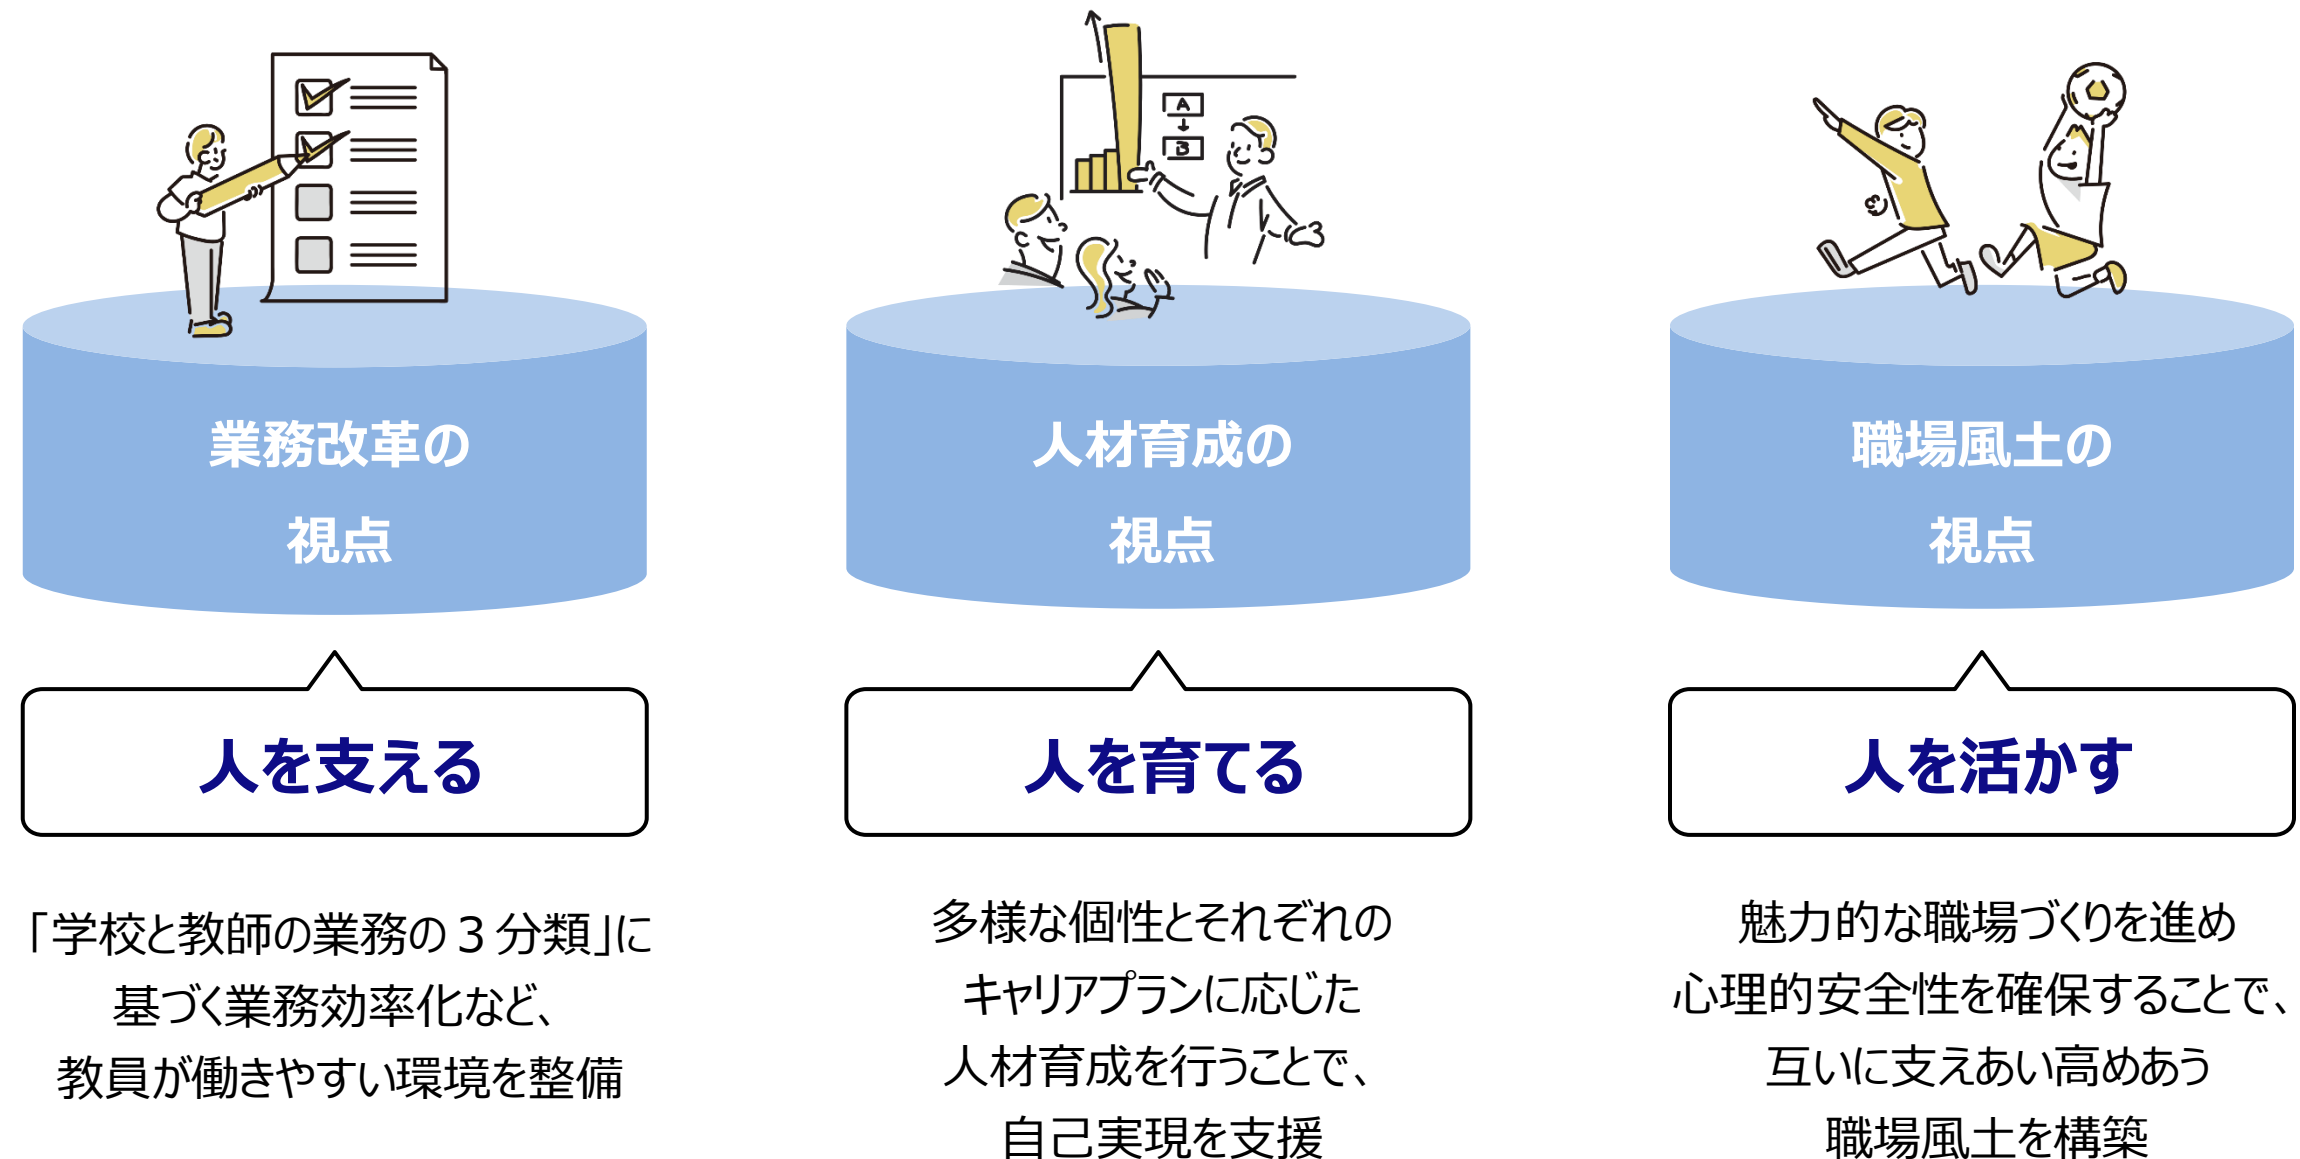 A
B
業務改革の
視点
人を支える
「学校と教師の業務の３分類」に
基づく業務効率化など、
教員が働きやすい環境を整備
人材育成の
視点
人を育てる
多様な個性とそれぞれの
キャリアプランに応じた
人材育成を行うことで、
自己実現を支援
職場風土の
視点
人を活かす
魅力的な職場づくりを進め
心理的安全性を確保することで、
互いに支えあい高めあう
職場風土を構築